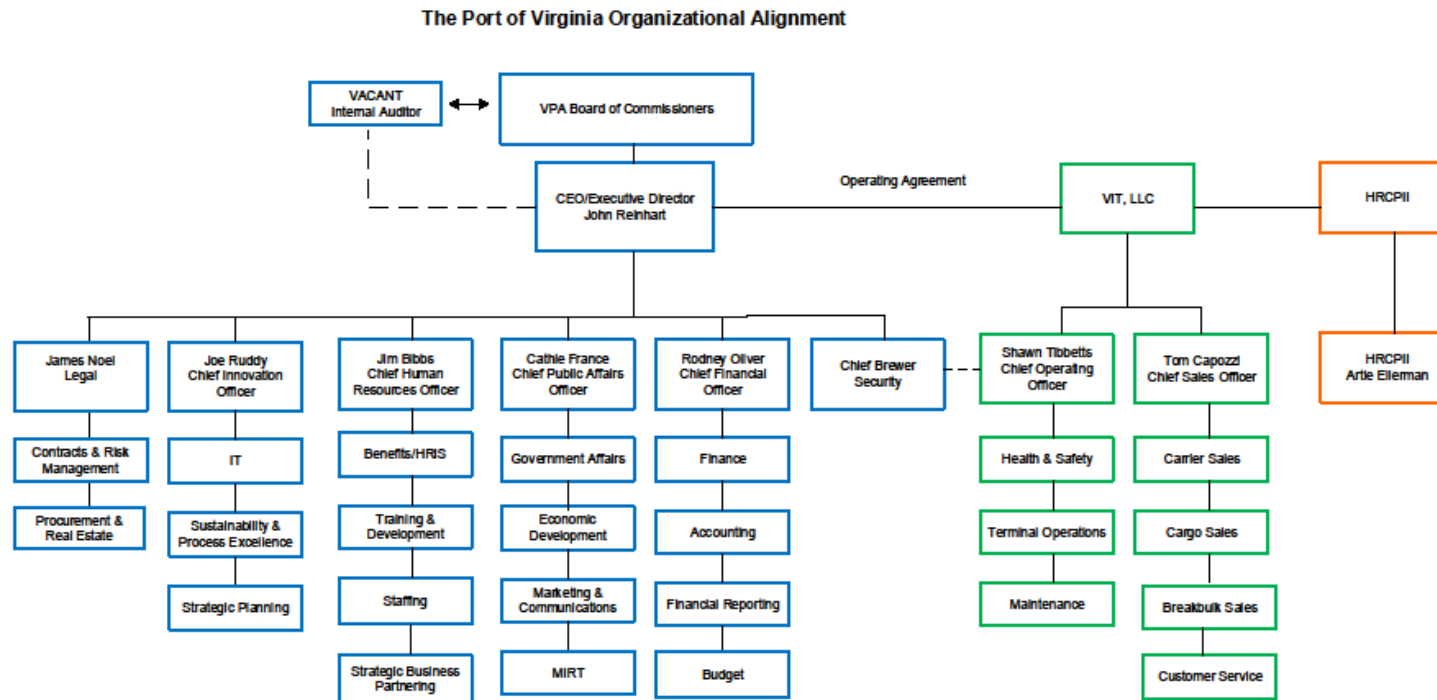 The Port of Virginia Organizational Alignment
VACANT
Internal Auditor
VPA Board of Commissioners
CEO/Executive Director
John Reinhart
Operating Agreement
VIT, LLC
HRCPII
James Noel
Legal
Joe Ruddy
Chief Innovation
Officer
Jim Bibbs
Chief Human
Resources Officer
Cathie France
Chief Public Affairs
Officer
Rodney Oliver
Chief Financial
Officer
Chief Brewer
Security
Shawn Tibbetts
Chief Operating
Officer
Tom Capozzi
Chief Sales Officer
HRCPII
Artie Ellerman
Contracts & Risk
Management
IT
Benefits/HRIS
Government Affairs
Finance
Health & Safety
Carrier Sales
Procurement &
Real Estate
Sustainability &
Process Excellence
Training &
Development
Economic
Development
Accounting
Terminal Operations
Cargo Sales
Strategic Planning
Staffing
Marketing &
Communications
Financial Reporting
Maintenance
Breakbulk Sales
Strategic Business
Partnering
MIRT
Budget
Customer Service